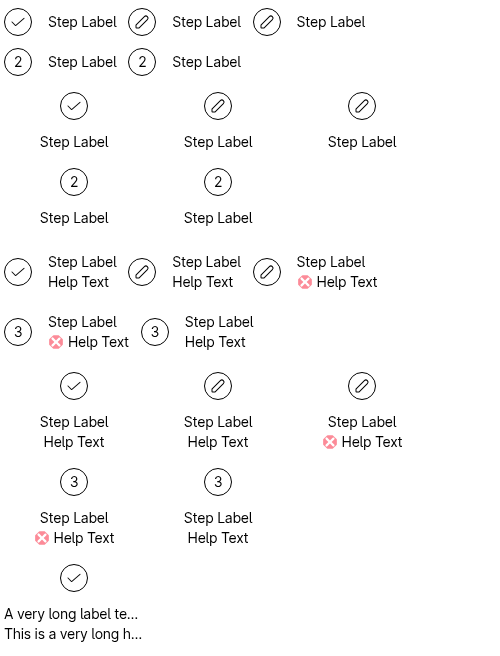 Step Label Step Label Step Label
2 Step Label 2 Step Label
Step Label Step Label Step Label
2 2
Step Label Step Label
Step Label Step Label Step Label
Help Text Help Text Help Text
3 Step Label 3 Step Label
Help Text Help Text
Step Label Step Label Step Label
Help Text Help Text Help Text
3 3
Step Label Step Label
Help Text Help Text
A very long label te...
This is a very long h...